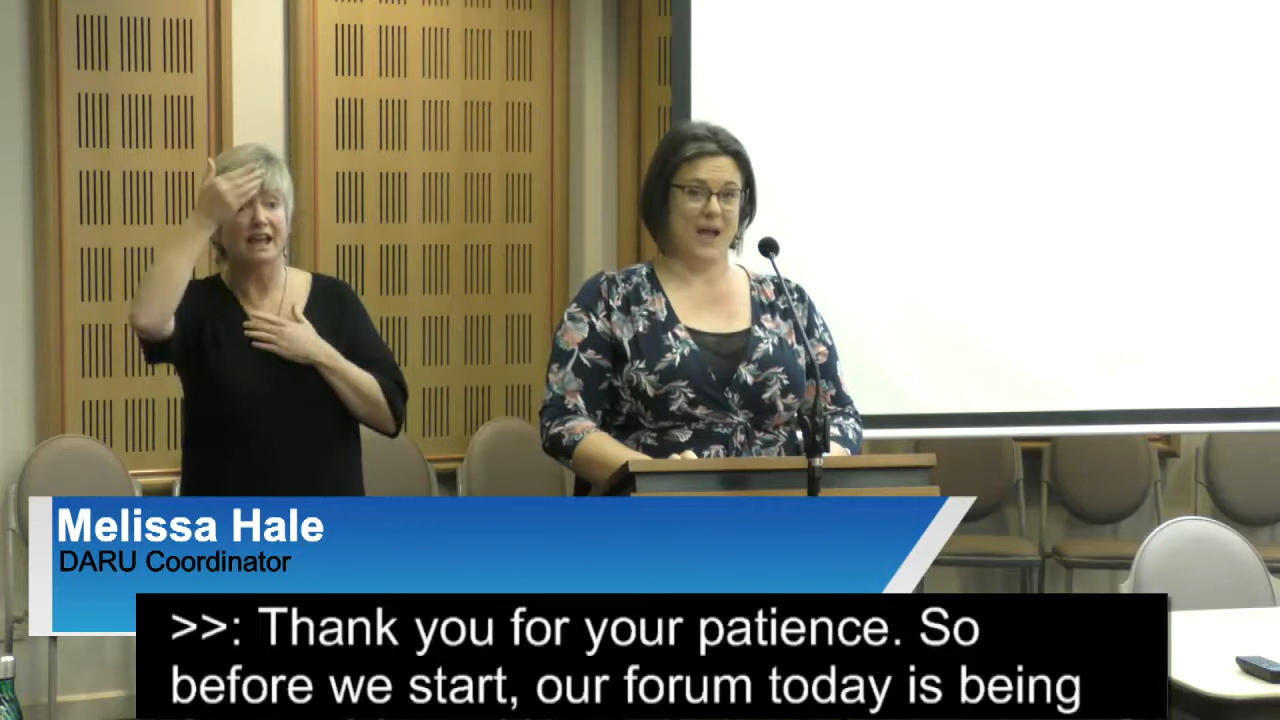 Melissa Hale
DARU Coordinator
>>: Thank you for your patience. So
before we start, our forum today is being